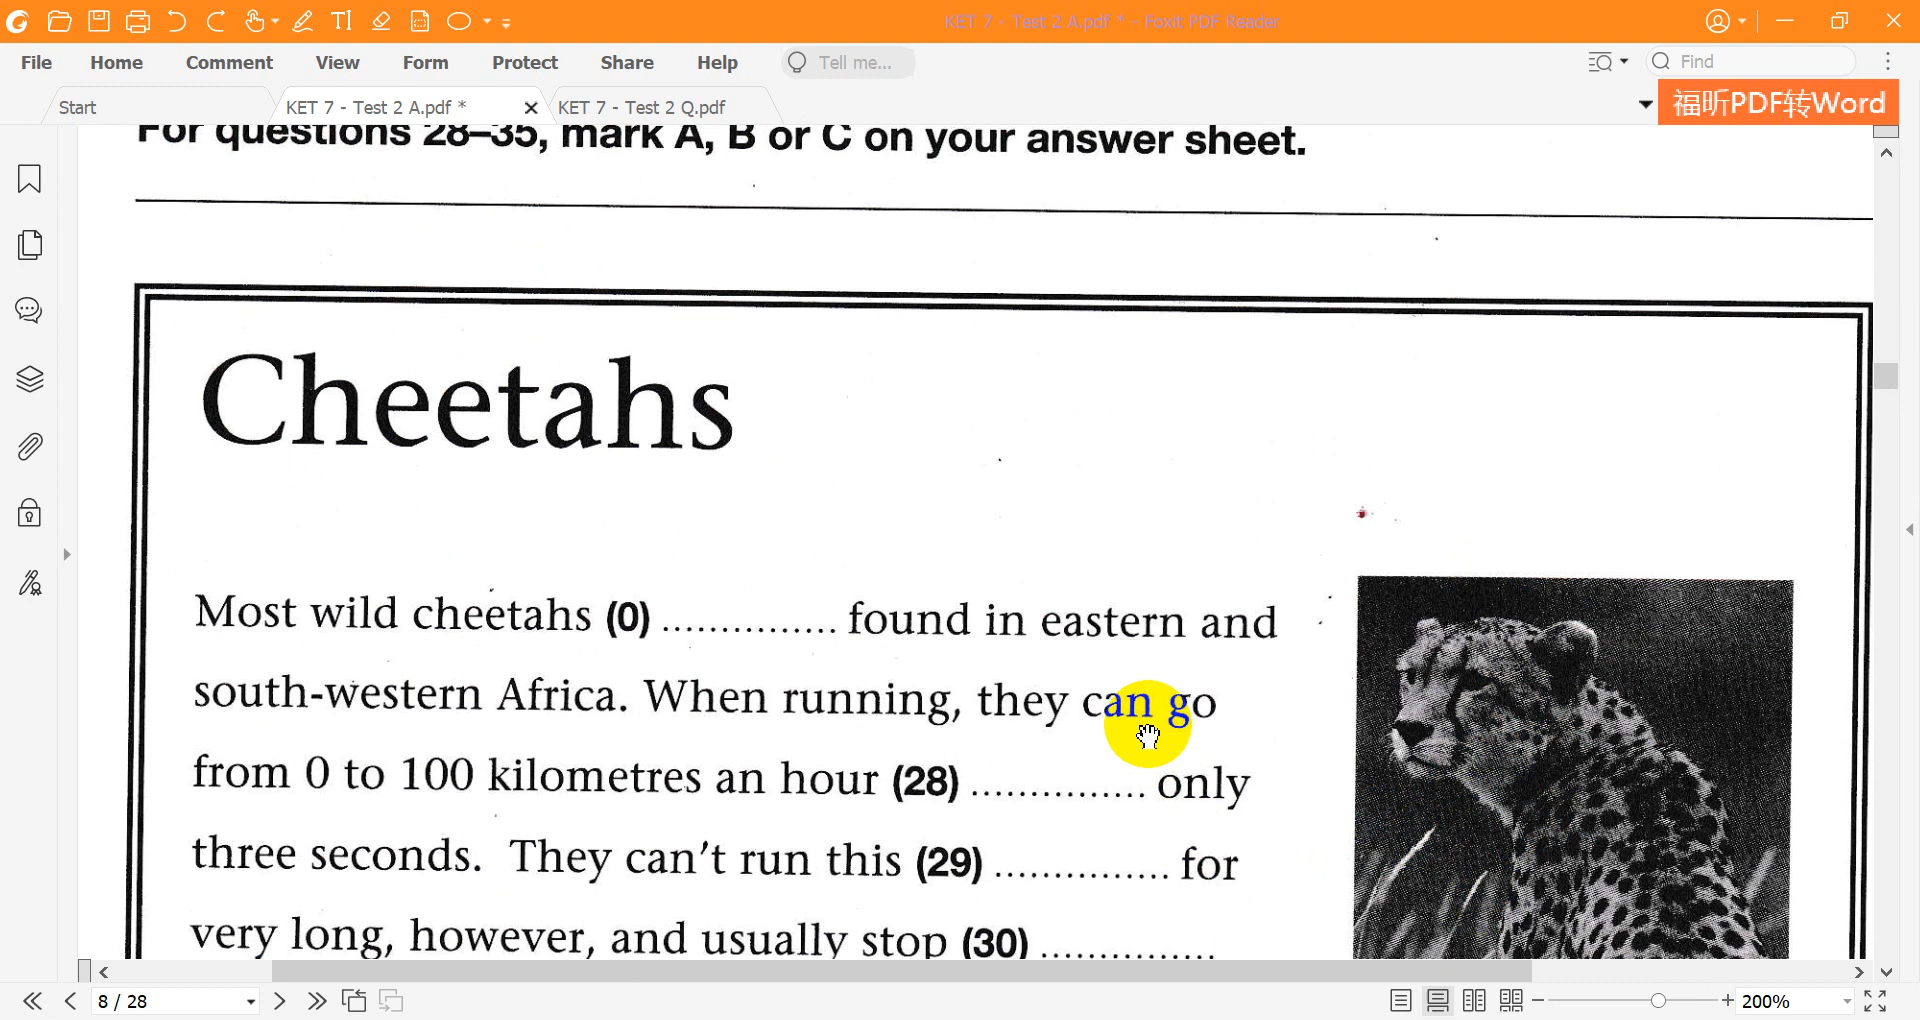 KET 7 - Test 2 A.pdf * - Foxit PDF Reader
File Home Comment View Form Protect Share Help Tell me... Find
Start KET 7 - Test 2 A.pdf * KET 7 - Test 2 Q.pdf 福昕PDF转Word
For questions 28–35, mark A, B or C on your answer sheet.
Cheetahs
Most wild cheetahs (0) ............... found in eastern and
south-western Africa. When running, they can go
from 0 to 100 kilometres an hour (28) ............... only
three seconds. They can't run this (29) ............... for
very long, however, and usually stop (30) ...............
8 / 28 200%